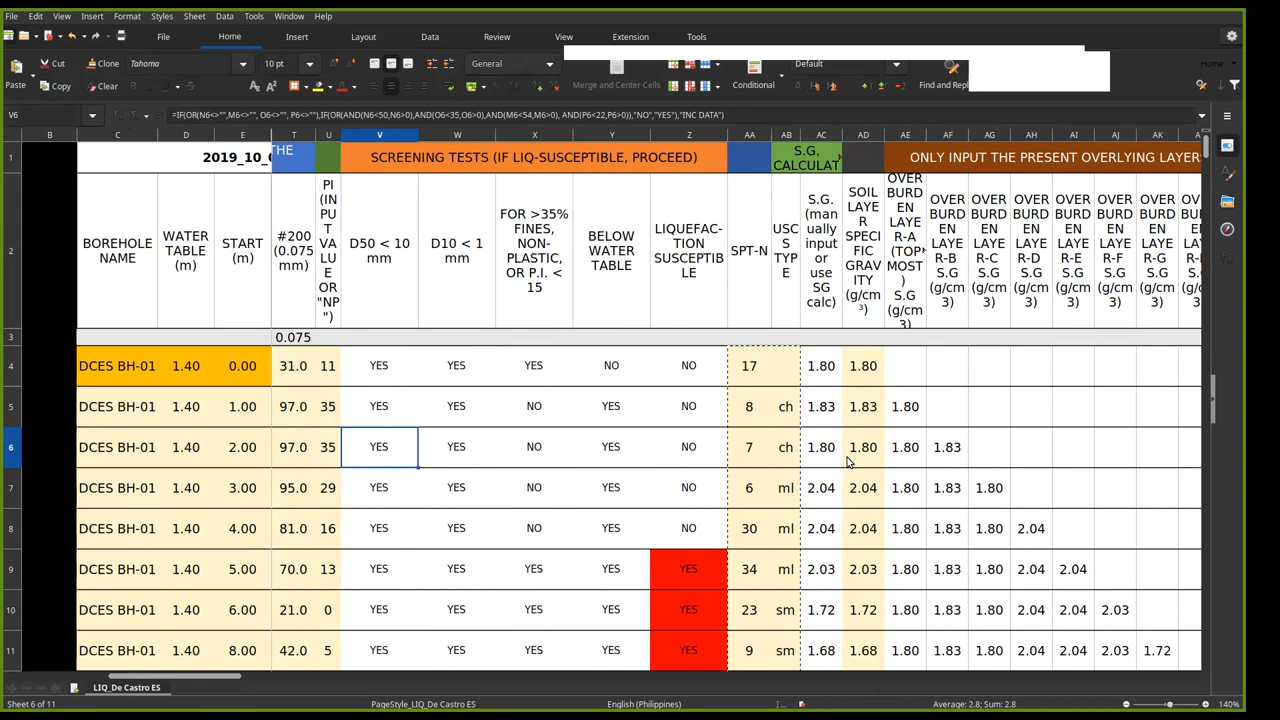 File Edit View Insert Format Styles Sheet Data Tools Window Help
File Home Insert Layout Data Review View Extension Tools
Cut Clone Tahoma 10 pt General Default Home
Paste Copy Clear Merge and Center Cells Conditional Find and Repl
V6 =IF(OR(N6<>"",M6<>"", O6<>"", P6<>""),IF(OR(AND(N6<50,N6>0),AND(O6<35,O6>0),AND(M6<54,M6>0), AND(P6<22,P6>0)),"NO","YES"),"INC DATA")
B C D E T U V W X Y Z AA AB AC AD AE AF AG AH AI AJ AK
1 2019_10_ THE SCREENING TESTS (IF LIQ-SUSCEPTIBLE, PROCEED) S.G. CALCULAT ONLY INPUT THE PRESENT OVERLYING LAYER
2 BOREHOLE NAME WATER TABLE (m) START (m) #200 (0.075 mm) PI (INPUT VALUE OR "NP") D50 < 10 mm D10 < 1 mm FOR >35% FINES, NON-PLASTIC, OR P.I. < 15 BELOW WATER TABLE LIQUEFAC-TION SUSCEPTIBLE SPT-N USCS TYPE S.G. (manually input or use SG calc) SOIL LAYER SPECIFIC GRAVITY (g/cm³) OVERBURDEN LAYER-A (TOPMOST) S.G (g/cm3) OVERBURDEN LAYER-B S.G (g/cm3) OVERBURDEN LAYER-C S.G (g/cm3) OVERBURDEN LAYER-D S.G (g/cm3) OVERBURDEN LAYER-E S.G (g/cm3) OVERBURDEN LAYER-F S.G (g/cm3) OVERBURDEN LAYER-G S.G (g/cm3)
3 0.075
4 DCES BH-01 1.40 0.00 31.0 11 YES YES YES NO NO 17 1.80 1.80
5 DCES BH-01 1.40 1.00 97.0 35 YES YES NO YES NO 8 ch 1.83 1.83 1.80
6 DCES BH-01 1.40 2.00 97.0 35 YES YES NO YES NO 7 ch 1.80 1.80 1.80 1.83
7 DCES BH-01 1.40 3.00 95.0 29 YES YES NO YES NO 6 ml 2.04 2.04 1.80 1.83 1.80
8 DCES BH-01 1.40 4.00 81.0 16 YES YES NO YES NO 30 ml 2.04 2.04 1.80 1.83 1.80 2.04
9 DCES BH-01 1.40 5.00 70.0 13 YES YES YES YES YES 34 ml 2.03 2.03 1.80 1.83 1.80 2.04 2.04
10 DCES BH-01 1.40 6.00 21.0 0 YES YES YES YES YES 23 sm 1.72 1.72 1.80 1.83 1.80 2.04 2.04 2.03
11 DCES BH-01 1.40 8.00 42.0 5 YES YES YES YES YES 9 sm 1.68 1.68 1.80 1.83 1.80 2.04 2.04 2.03 1.72
LIQ_De Castro ES
Sheet 6 of 11 PageStyle_LIQ_De Castro ES English (Philippines) Average: 2.8; Sum: 2.8 140%